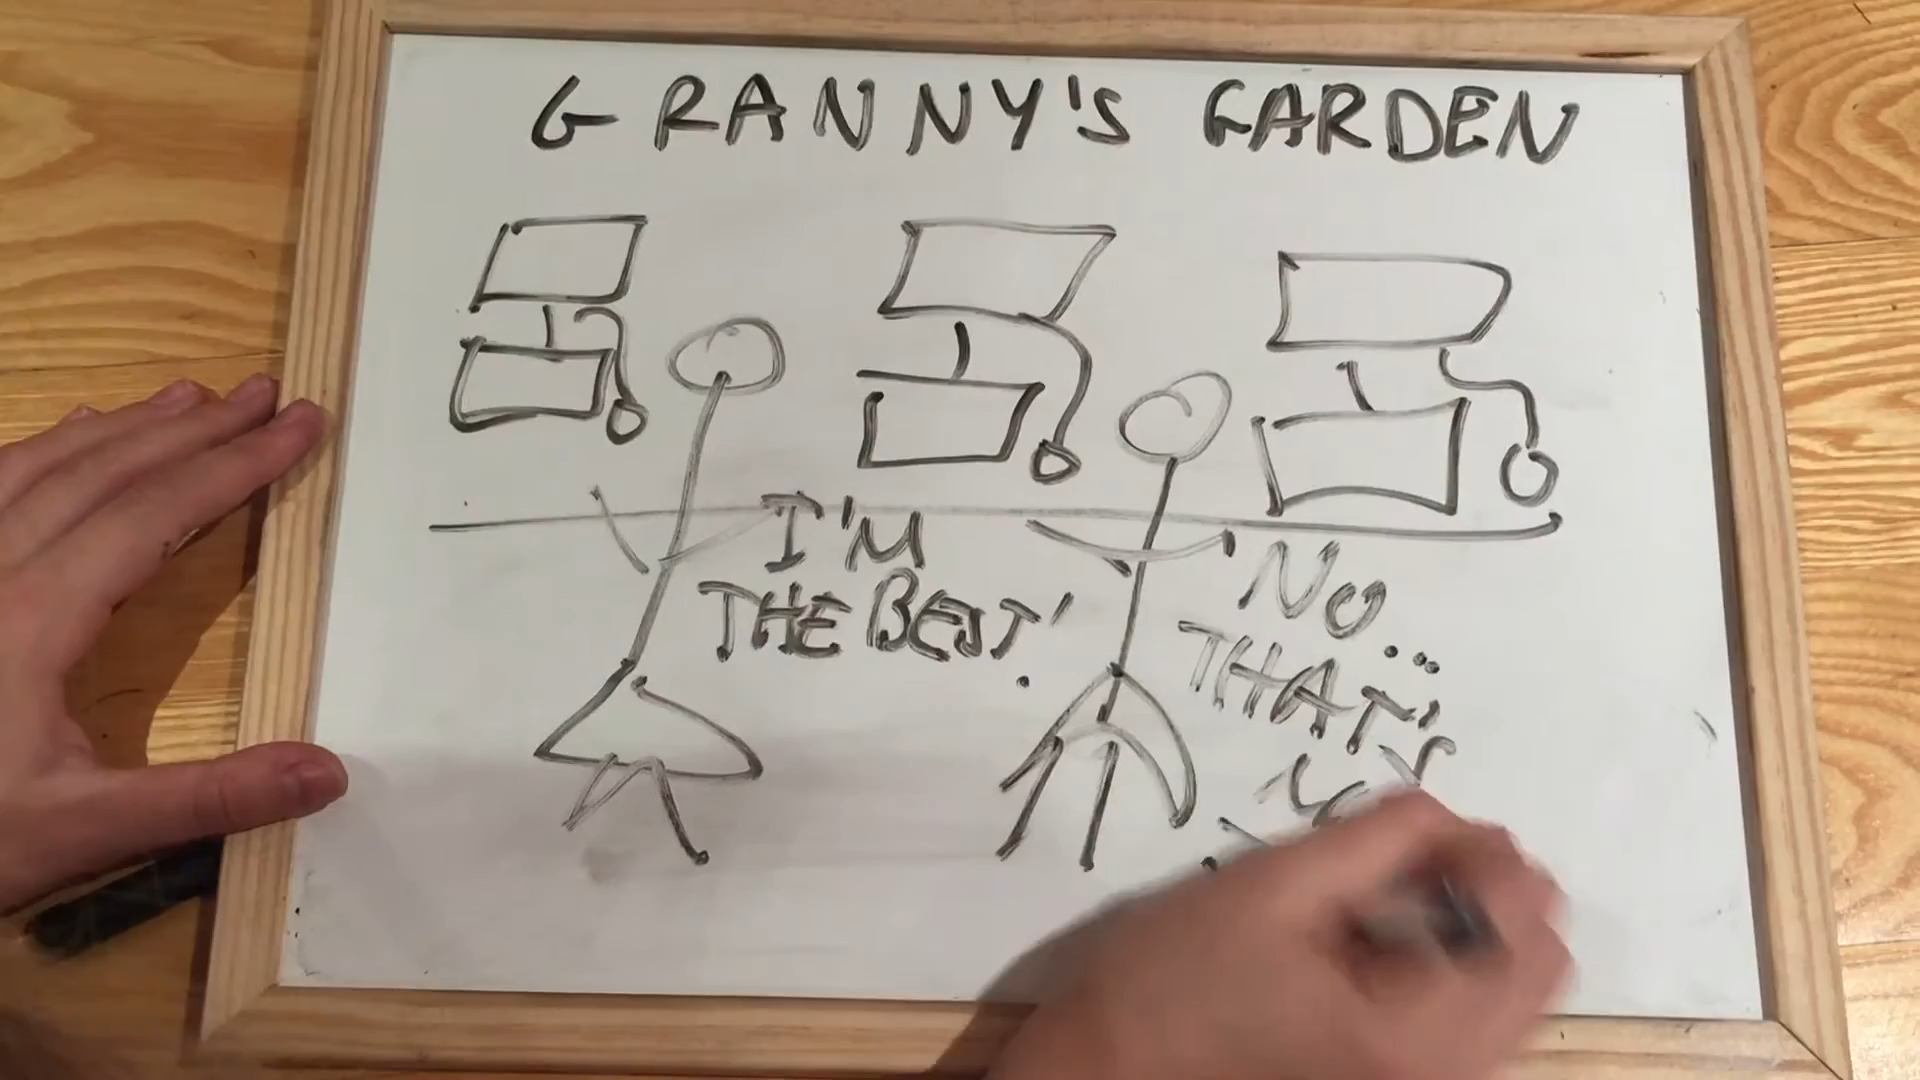 GRANNY'S GARDEN
I'M
THE BEST!
'NO...
THAT'S